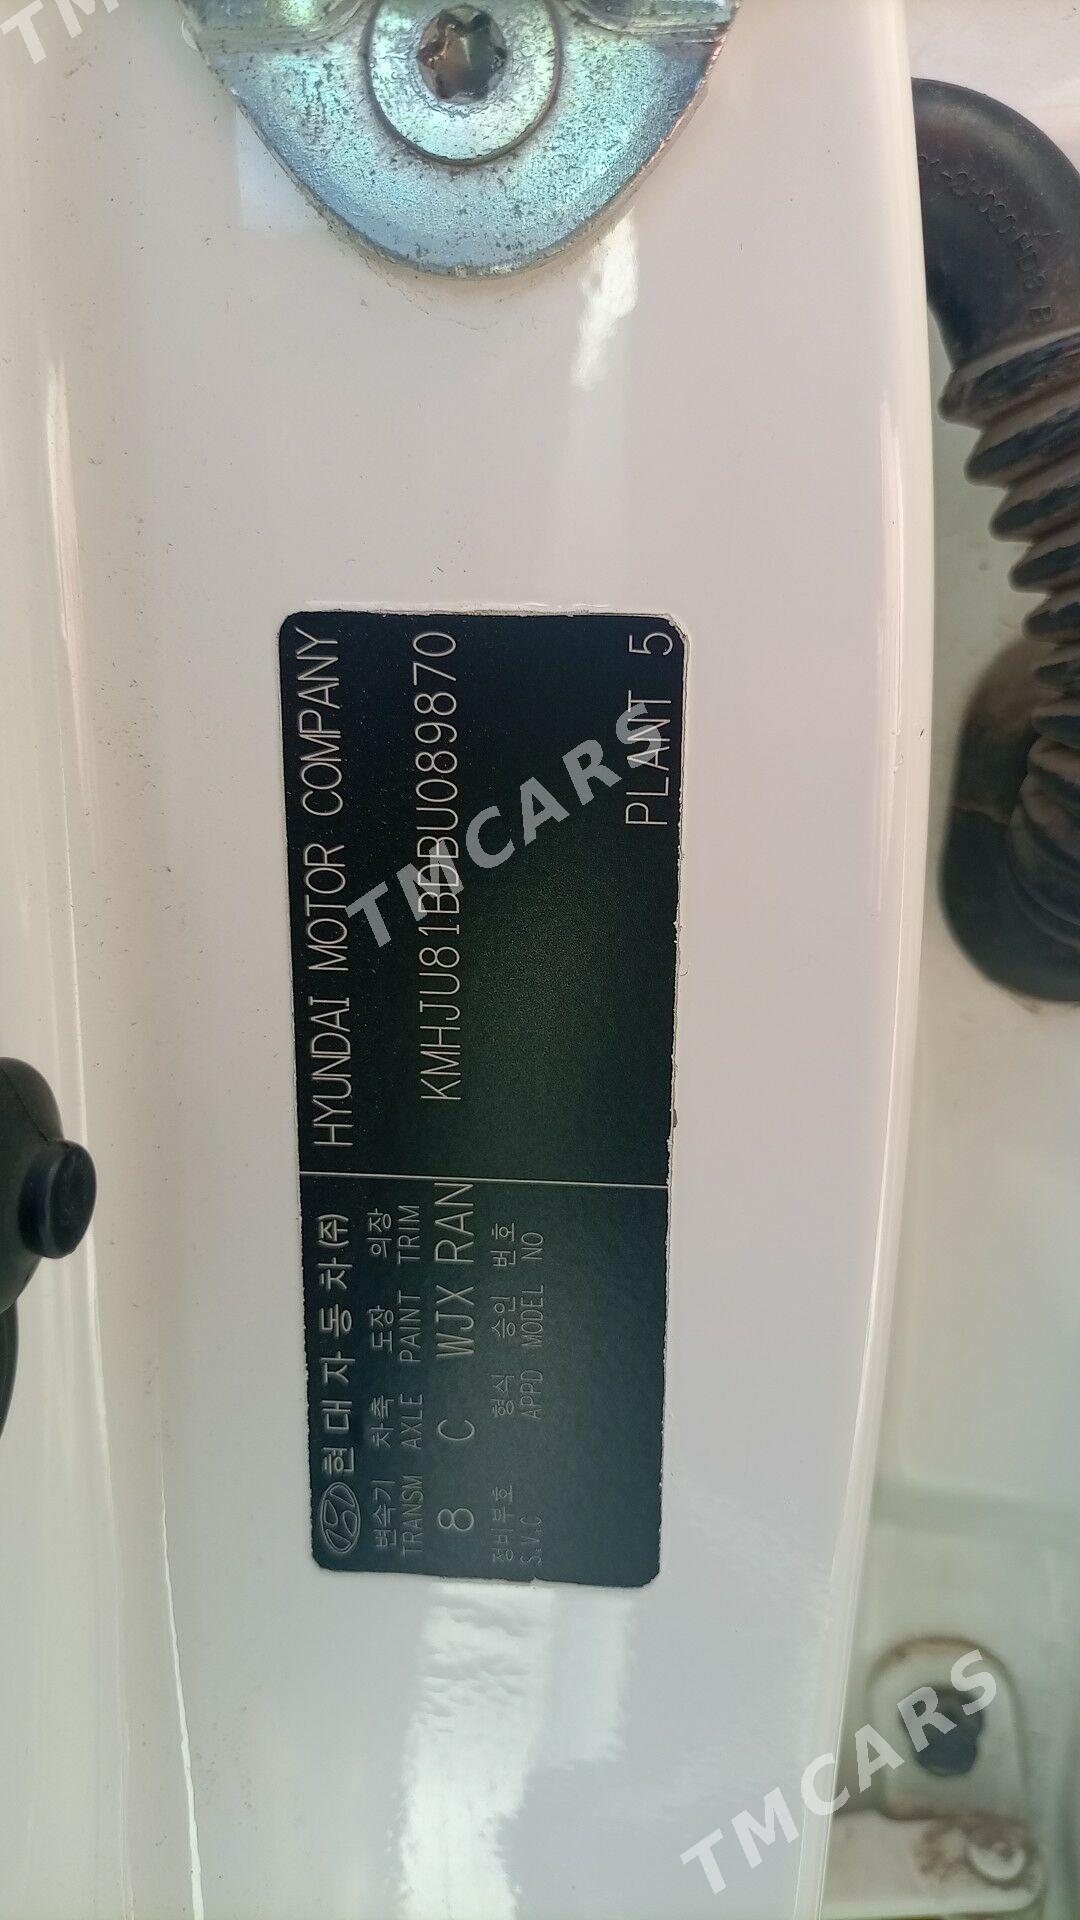 현대자동차(주)
변속기 차축 도장 의장
TRANSM AXLE PAINT TRIM
8 C WJX RAN
정비부호 형식 승인 번호
S.V.C APPD MODEL NO
HYUNDAI MOTOR COMPANY
KMHJU81BDBU089870
PLANT 5
TMCARS
TMCARS